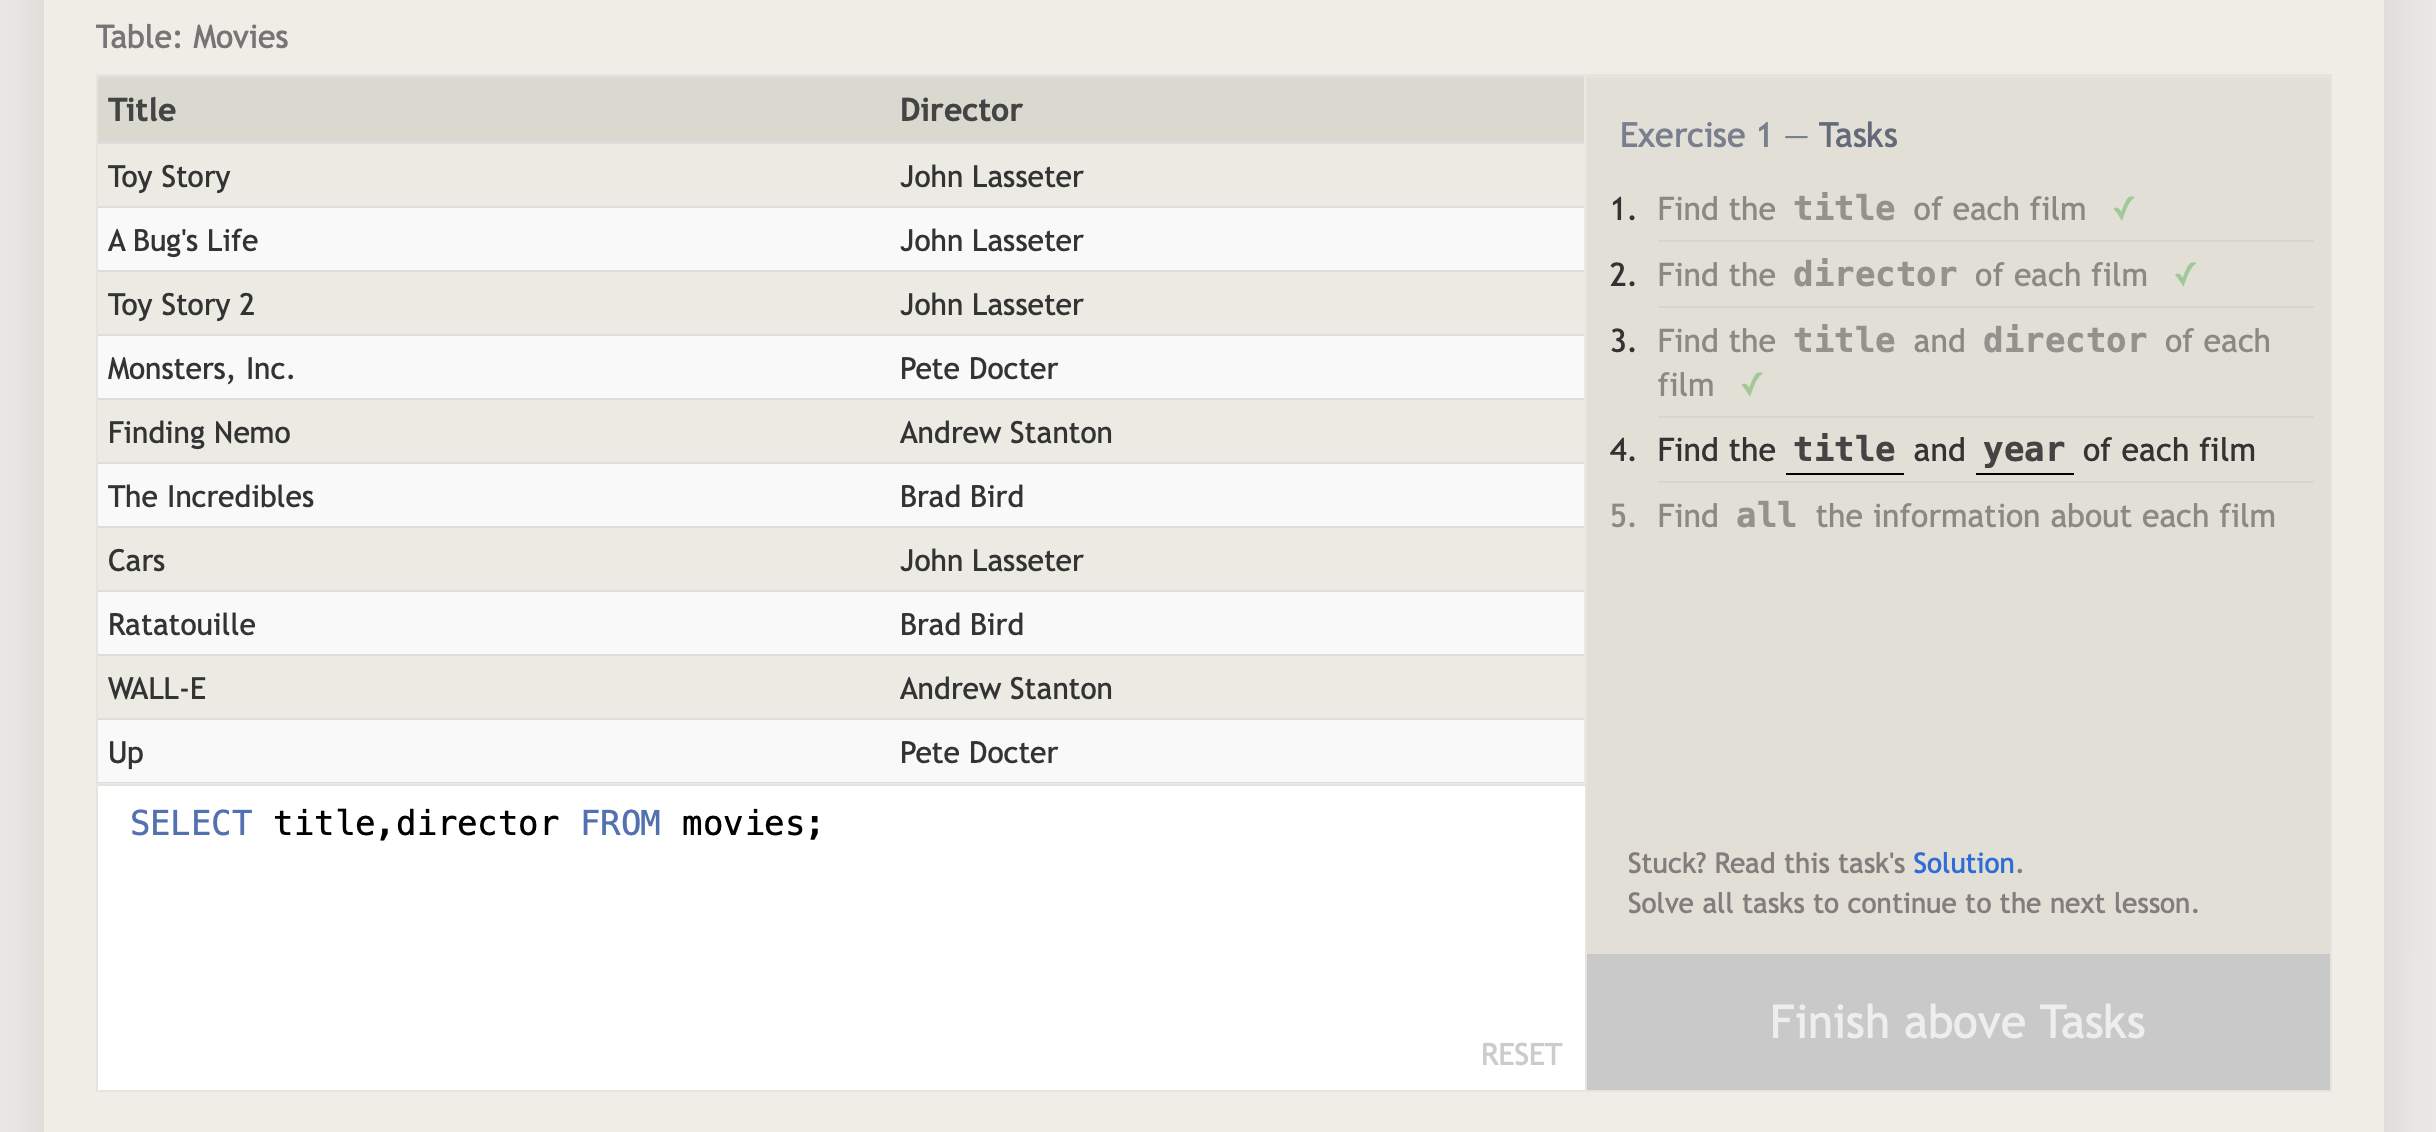 Table: Movies
Title Director
Toy Story John Lasseter
A Bug's Life John Lasseter
Toy Story 2 John Lasseter
Monsters, Inc. Pete Docter
Finding Nemo Andrew Stanton
The Incredibles Brad Bird
Cars John Lasseter
Ratatouille Brad Bird
WALL-E Andrew Stanton
Up Pete Docter
SELECT title,director FROM movies;
RESET
Exercise 1 — Tasks
1. Find the title of each film ✓
2. Find the director of each film ✓
3. Find the title and director of each
film ✓
4. Find the title and year of each film
5. Find all the information about each film
Stuck? Read this task's Solution.
Solve all tasks to continue to the next lesson.
Finish above Tasks